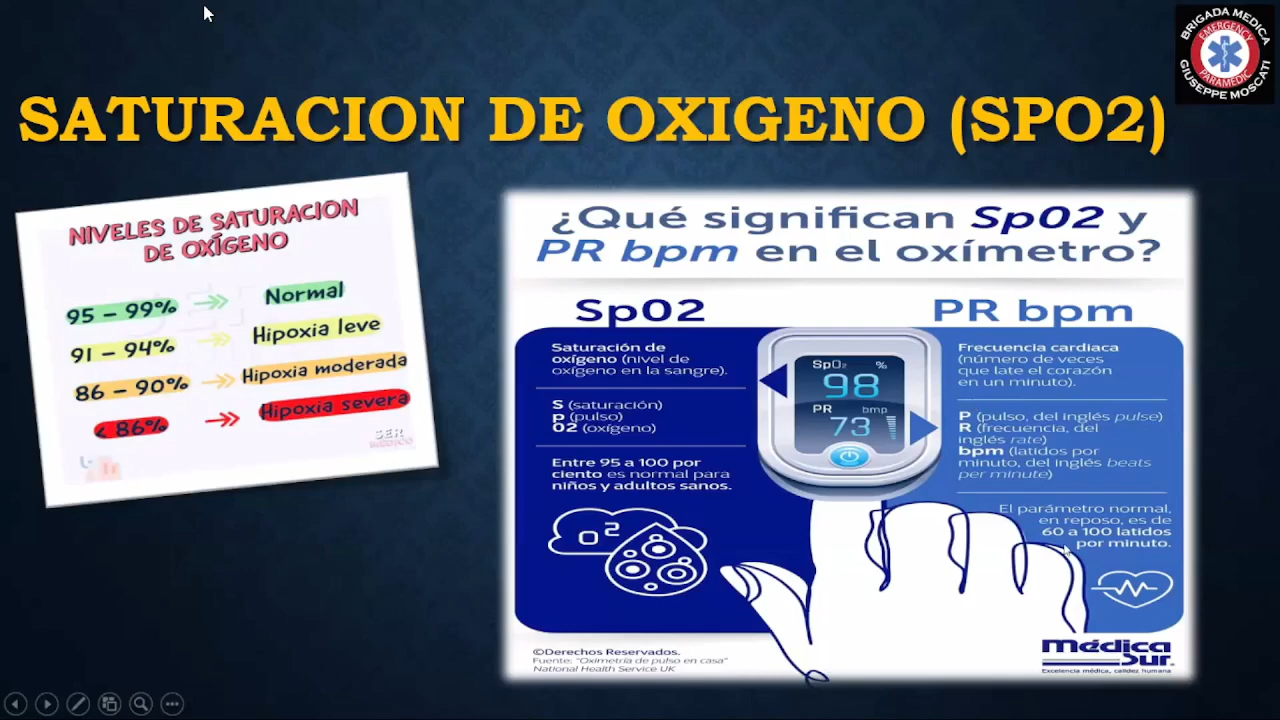 BRIGADA MEDICA
EMERGENCY
PARAMEDIC
GIUSEPPE MOSCATI
SATURACION DE OXIGENO (SPO2)
NIVELES DE SATURACION
DE OXÍGENO
95 – 99% Normal
91 – 94% Hipoxia leve
86 – 90% Hipoxia moderada
< 86% Hipoxia severa
SER
MÉDICO
¿Qué significan Sp02 y
PR bpm en el oxímetro?
Sp02
Saturación de
oxígeno (nivel de
oxígeno en la sangre).
S (saturación)
p (pulso)
02 (oxígeno)
Entre 95 a 100 por
ciento es normal para
niños y adultos sanos.
O2
SpO2 %
98
PR bmp
73
PR bpm
Frecuencia cardiaca
(número de veces
que late el corazón
en un minuto).
P (pulso, del inglés pulse)
R (frecuencia, del
inglés rate)
bpm (latidos por
minuto, del inglés beats
per minute)
El parámetro normal,
en reposo, es de
60 a 100 latidos
por minuto.
©Derechos Reservados.
Fuente: "Oximetría de pulso en casa"
National Health Service UK
médica
sur
Excelencia médica, calidez humana